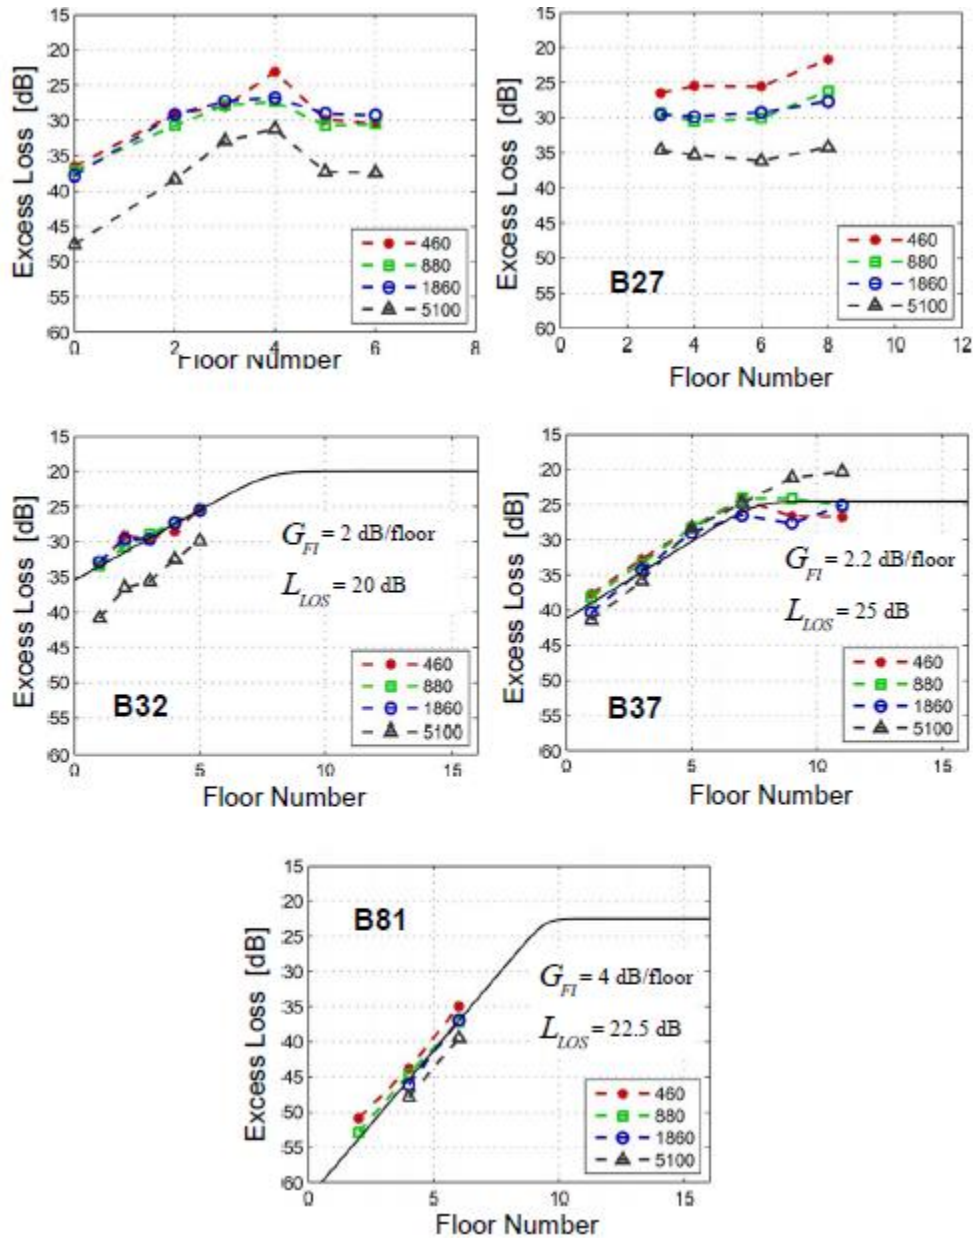 Excess Loss [dB]
15
20
25
30
35
40
45
50
55
60
0 2 4 6 8
Floor Number
460
880
1860
5100
Excess Loss [dB]
15
20
25
30
35
40
45
50
55
60
0 2 4 6 8 10 12
Floor Number
B27
460
880
1860
5100
Excess Loss [dB]
15
20
25
30
35
40
45
50
55
60
0 5 10 15
Floor Number
G_FI = 2 dB/floor
L_LOS = 20 dB
B32
460
880
1860
5100
Excess Loss [dB]
15
20
25
30
35
40
45
50
55
60
0 5 10 15
Floor Number
G_FI = 2.2 dB/floor
L_LOS = 25 dB
B37
460
880
1860
5100
Excess Loss [dB]
15
20
25
30
35
40
45
50
55
60
0 5 10 15
Floor Number
B81
G_FI = 4 dB/floor
L_LOS = 22.5 dB
460
880
1860
5100